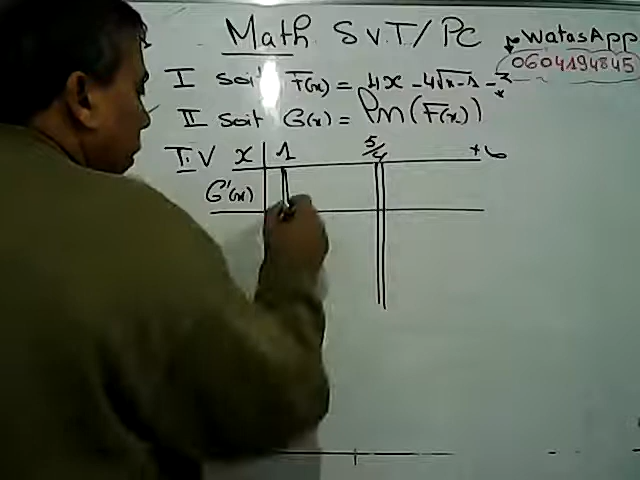 Math SVT/PC
WatasApp
0604194845
I soit F(x) = 4x - 4√x-1 - 3
II soit G(x) = ln(F(x))
T.V x 1 5/4 +∞
G'(x)